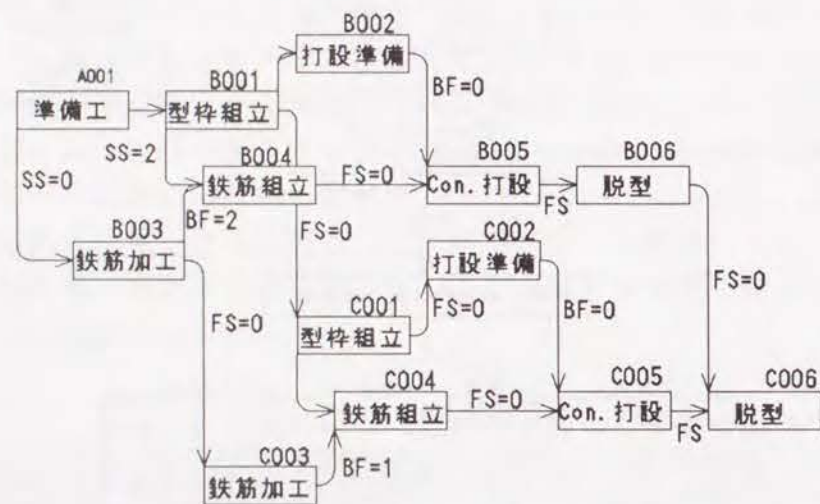 B002
打設準備
A001
B001
準備工
型枠組立
BF=0
SS=2
B004
B005
B006
SS=0
鉄筋組立
FS=0
Con.打設
FS
脱型
BF=2
B003
鉄筋加工
FS=0
C002
打設準備
FS=0
FS=0
C001
FS=0
BF=0
型枠組立
C004
C005
C006
鉄筋組立
FS=0
Con.打設
FS
脱型
C003
BF=1
鉄筋加工